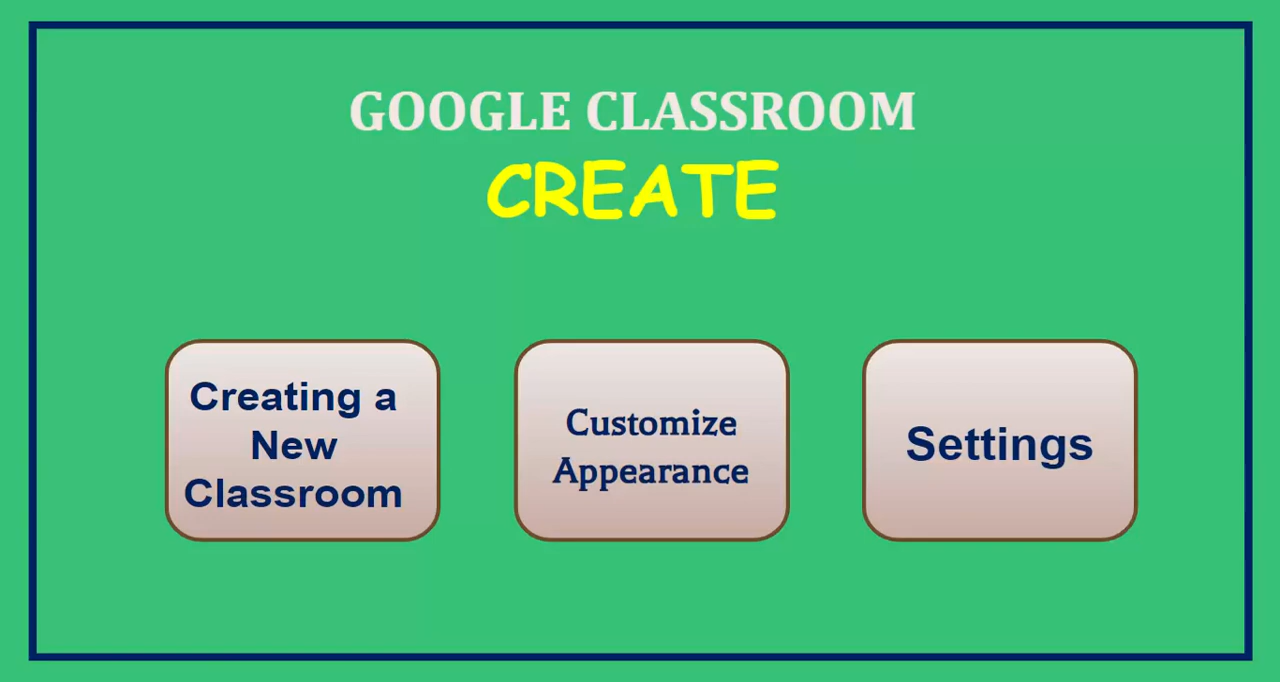 GOOGLE CLASSROOM
CREATE
Creating a
New
Classroom
Customize
Appearance
Settings